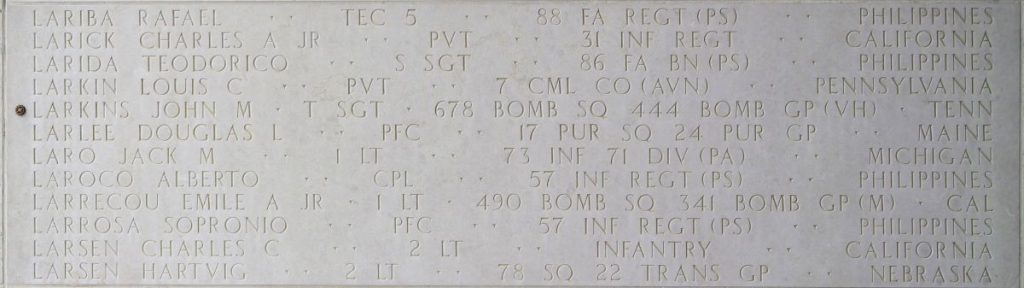 LARIBA RAFAEL · · TEC 5 · · 88 FA REGT (PS) · · PHILIPPINES
LARICK CHARLES A JR · · PVT · · 31 INF REGT · · CALIFORNIA
LARIDA TEODORICO · · S SGT · · 86 FA BN (PS) · · PHILIPPINES
LARKIN LOUIS C · · PVT · · 7 CML CO (AVN) · · PENNSYLVANIA
LARKINS JOHN M · T SGT · 678 BOMB SQ 444 BOMB GP (VH) · TENN
LARLEE DOUGLAS L · · PFC · · 17 PUR SQ 24 PUR GP · · MAINE
LARO JACK M · · 1 LT · · 73 INF 71 DIV (PA) · · MICHIGAN
LAROCO ALBERTO · · CPL · · 57 INF REGT (PS) · · PHILIPPINES
LARRECOU EMILE A JR · 1 LT · 490 BOMB SQ 341 BOMB GP (M) · CAL
LARROSA SOPRONIO · · PFC · · 57 INF REGT (PS) · · PHILIPPINES
LARSEN CHARLES C · · 2 LT · · INFANTRY · · CALIFORNIA
LARSEN HARTVIG · · 2 LT · · 78 SQ 22 TRANS GP · · NEBRASKA